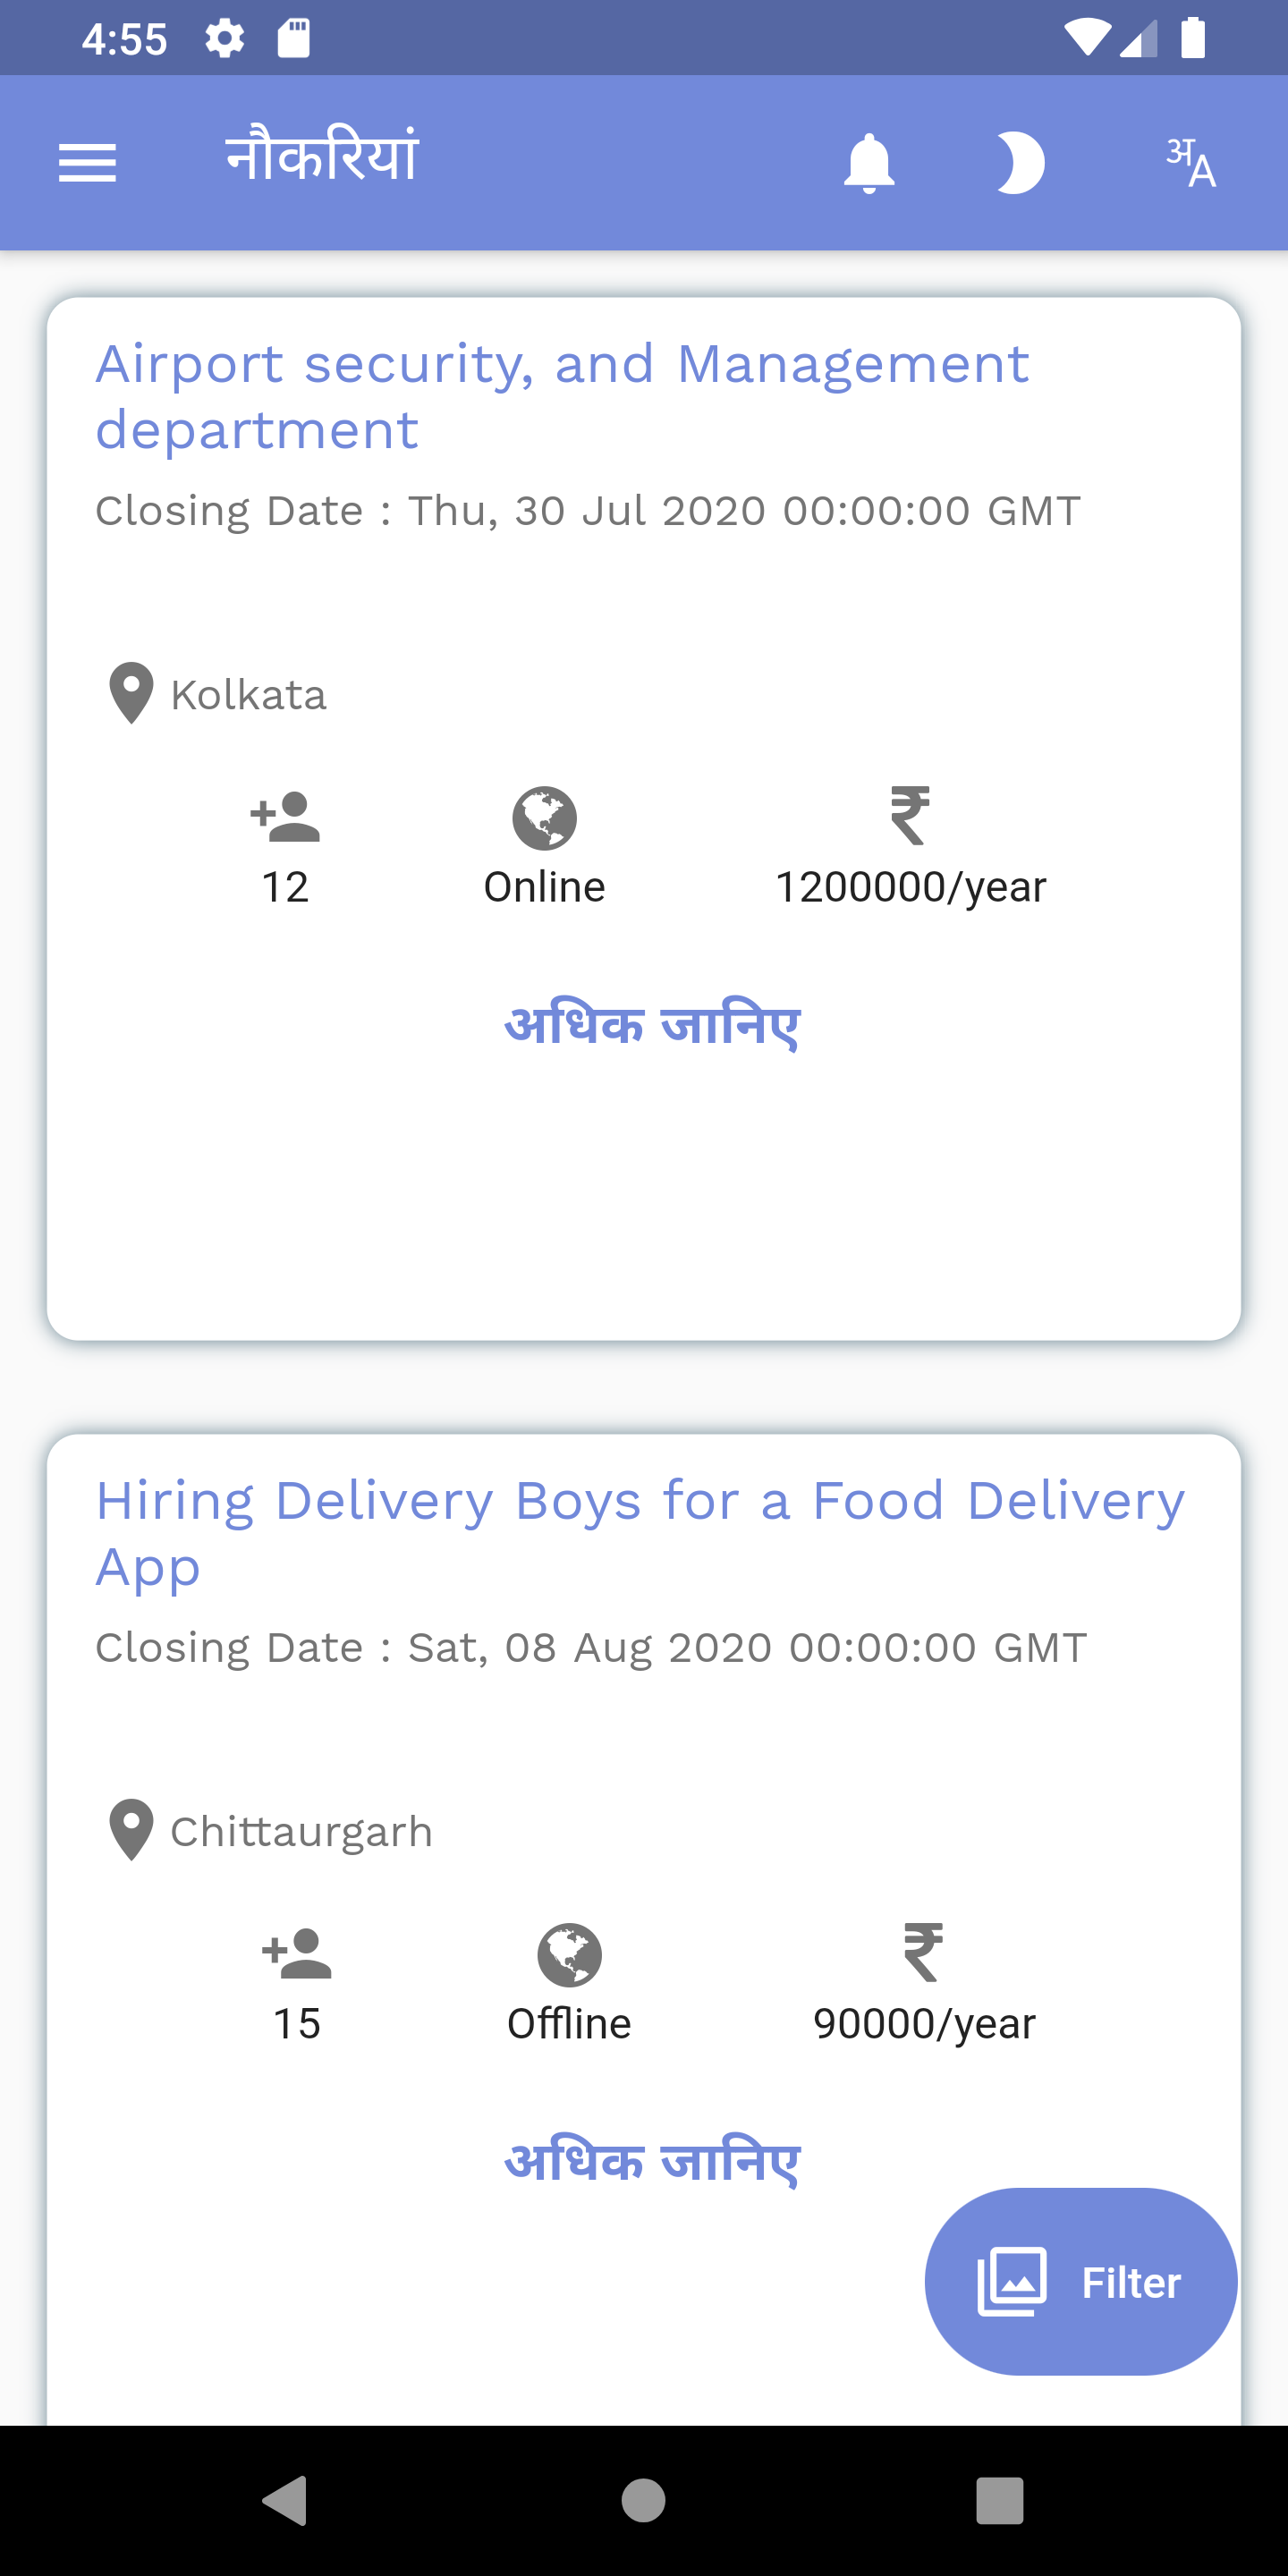 4:55
नौकरियां
अA
Airport security, and Management
department
Closing Date : Thu, 30 Jul 2020 00:00:00 GMT
Kolkata
₹
12 Online 1200000/year
अधिक जानिए
Hiring Delivery Boys for a Food Delivery
App
Closing Date : Sat, 08 Aug 2020 00:00:00 GMT
Chittaurgarh
₹
15 Offline 90000/year
अधिक जानिए
Filter